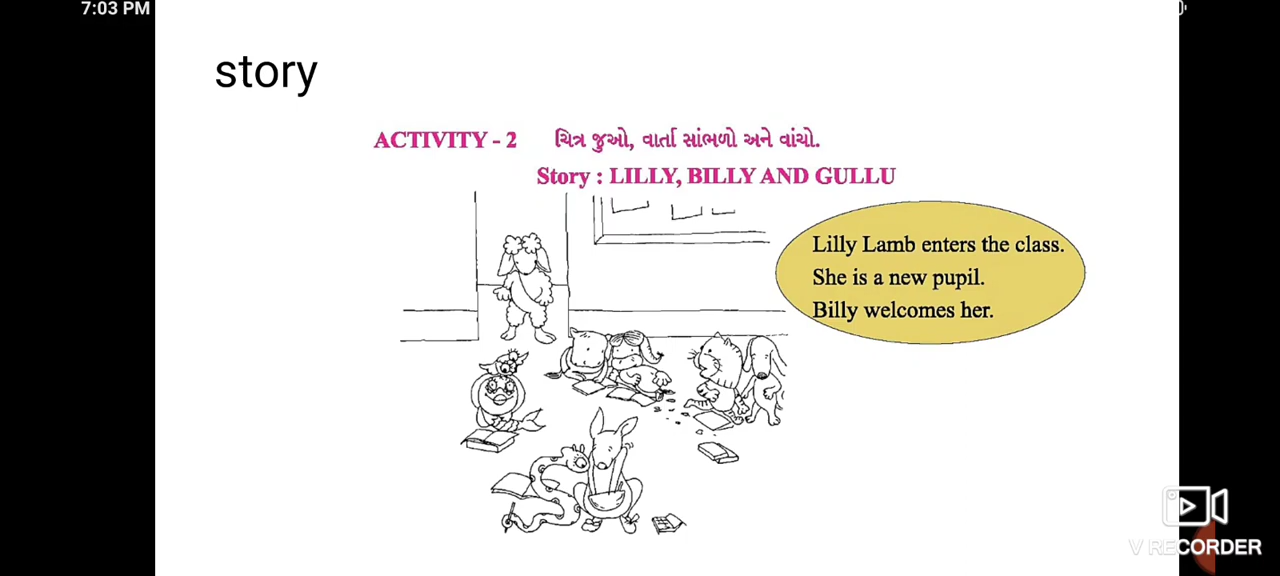 7:03 PM
story
ACTIVITY - 2 ચિત્ર જુઓ, વાર્તા સાંભળો અને વાંચો.
Story : LILLY, BILLY AND GULLU
Lilly Lamb enters the class.
She is a new pupil.
Billy welcomes her.
V RECORDER